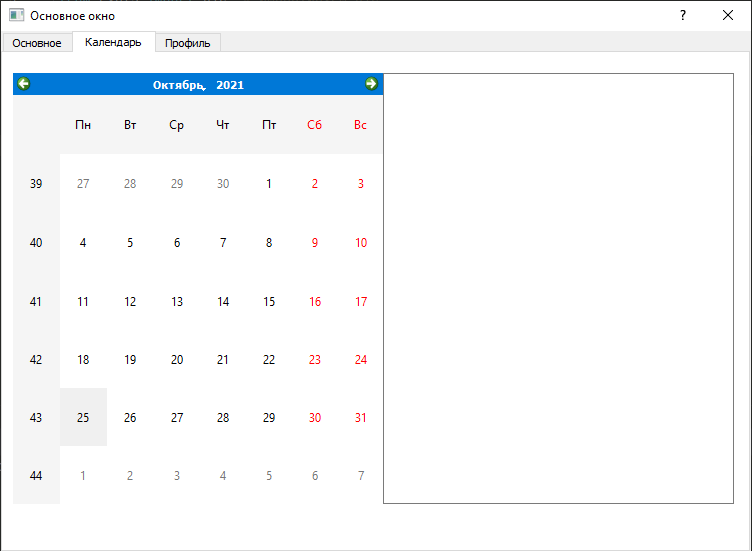 Основное окно
?
Основное Календарь Профиль
Октябрь, 2021
Пн Вт Ср Чт Пт Сб Вс
39 27 28 29 30 1 2 3
40 4 5 6 7 8 9 10
41 11 12 13 14 15 16 17
42 18 19 20 21 22 23 24
43 25 26 27 28 29 30 31
44 1 2 3 4 5 6 7